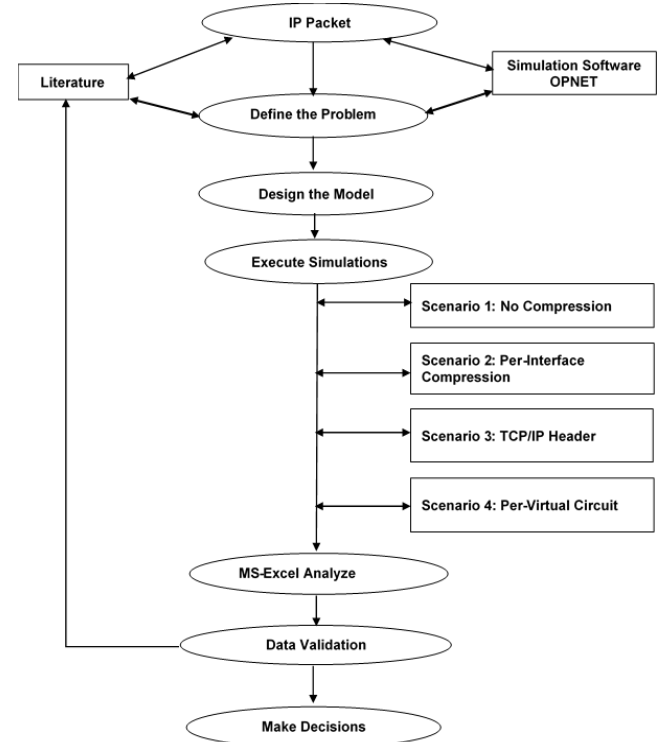 IP Packet
Literature
Simulation Software
OPNET
Define the Problem
Design the Model
Execute Simulations
Scenario 1: No Compression
Scenario 2: Per-Interface
Compression
Scenario 3: TCP/IP Header
Scenario 4: Per-Virtual Circuit
MS-Excel Analyze
Data Validation
Make Decisions